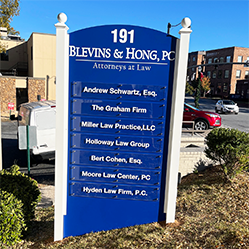 191
BLEVINS & HONG, PC
Attorneys at Law
Andrew Schwartz, Esq.
The Graham Firm
Miller Law Practice,LLC
Holloway Law Group
Bert Cohen, Esq.
Moore Law Center, PC
Hyden Law Firm, P.C.